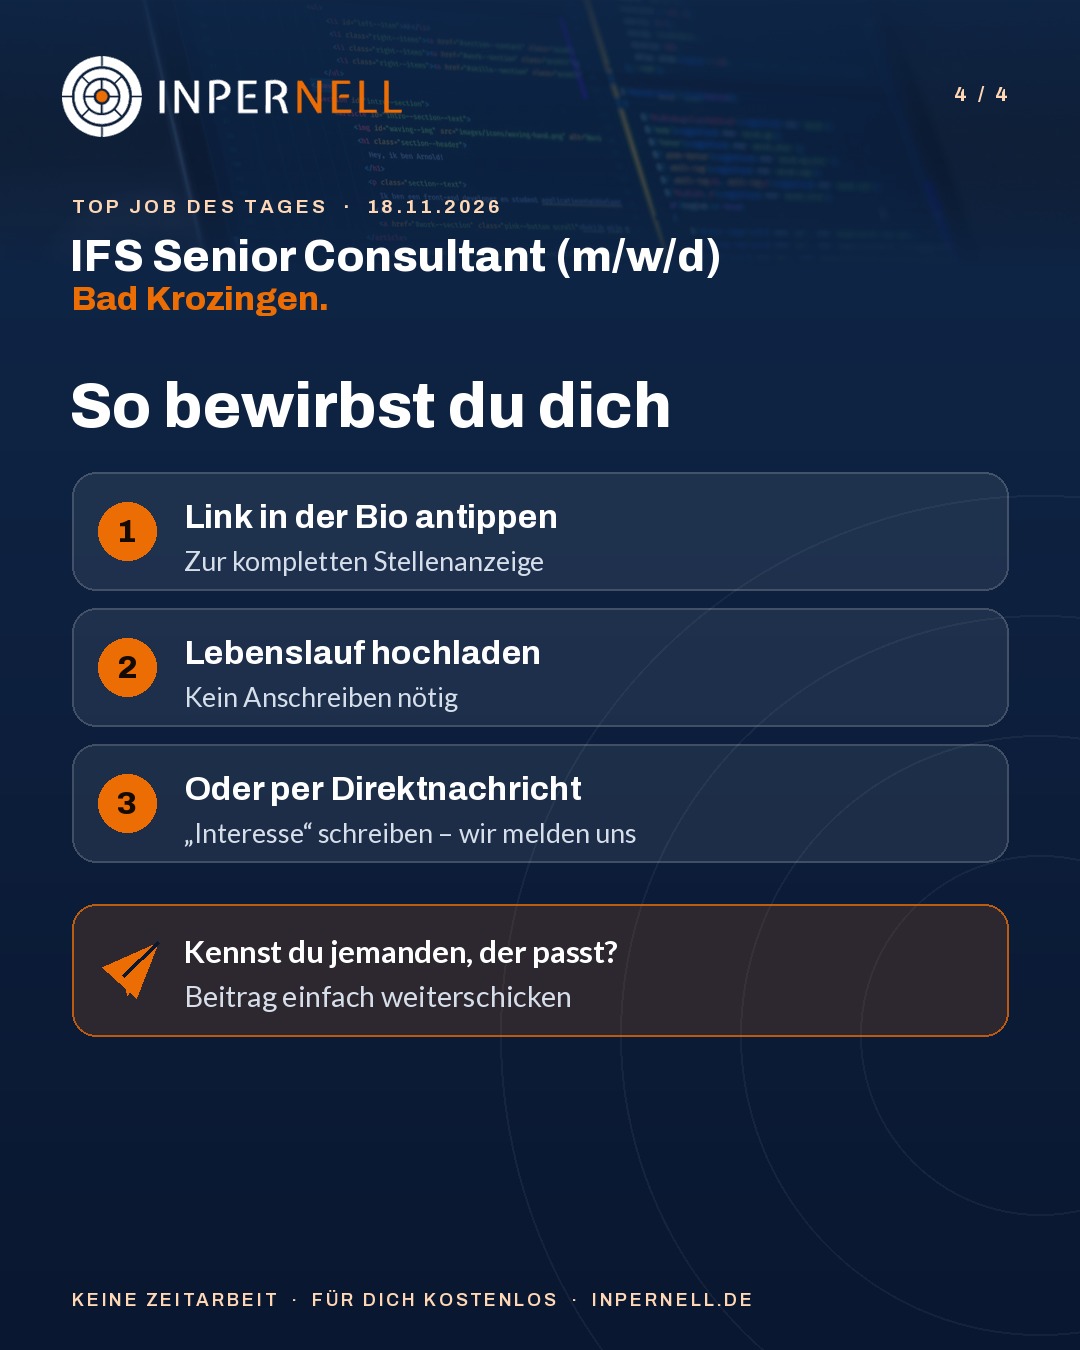 INPERNELL
4 / 4
TOP JOB DES TAGES · 18.11.2026
IFS Senior Consultant (m/w/d)
Bad Krozingen.
So bewirbst du dich
1
Link in der Bio antippen
Zur kompletten Stellenanzeige
2
Lebenslauf hochladen
Kein Anschreiben nötig
3
Oder per Direktnachricht
„Interesse“ schreiben – wir melden uns
Kennst du jemanden, der passt?
Beitrag einfach weiterschicken
KEINE ZEITARBEIT · FÜR DICH KOSTENLOS · INPERNELL.DE